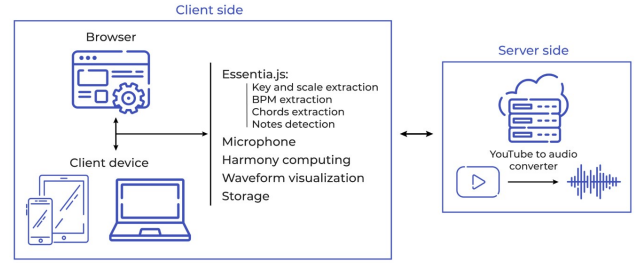 Client side
Browser
Client device
Essentia.js:
Key and scale extraction
BPM extraction
Chords extraction
Notes detection
Microphone
Harmony computing
Waveform visualization
Storage
Server side
YouTube to audio
converter